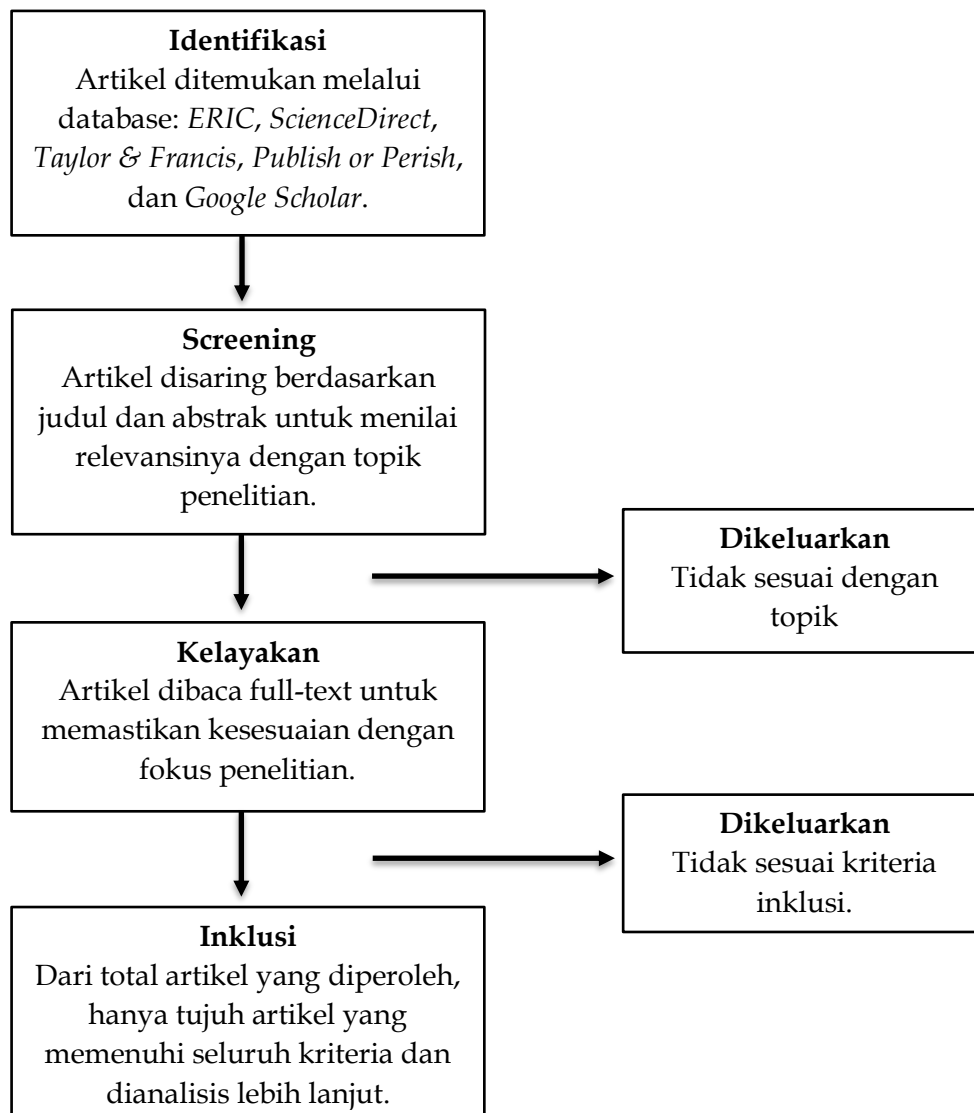 Identifikasi
Artikel ditemukan melalui
database: ERIC, ScienceDirect,
Taylor & Francis, Publish or Perish,
dan Google Scholar.
Screening
Artikel disaring berdasarkan
judul dan abstrak untuk menilai
relevansinya dengan topik
penelitian.
Dikeluarkan
Tidak sesuai dengan
topik
Kelayakan
Artikel dibaca full-text untuk
memastikan kesesuaian dengan
fokus penelitian.
Dikeluarkan
Tidak sesuai kriteria
inklusi.
Inklusi
Dari total artikel yang diperoleh,
hanya tujuh artikel yang
memenuhi seluruh kriteria dan
dianalisis lebih lanjut.